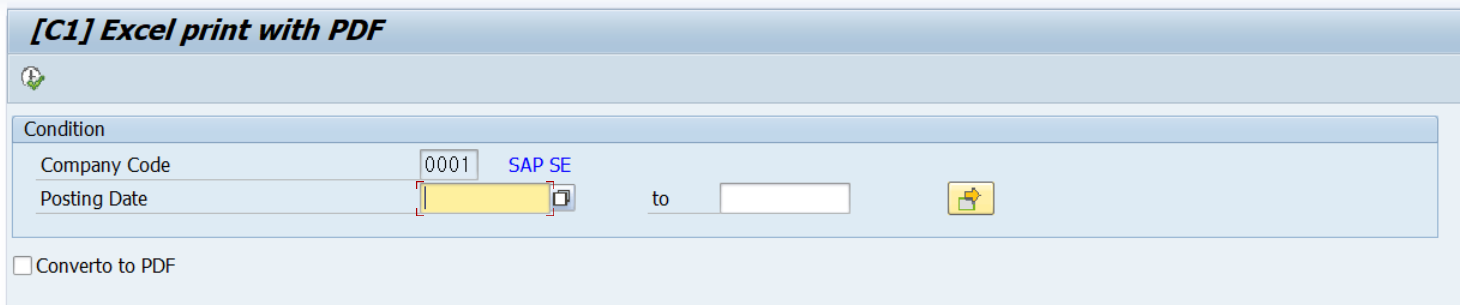 [C1] Excel print with PDF
Condition
Company Code 0001 SAP SE
Posting Date to
Converto to PDF